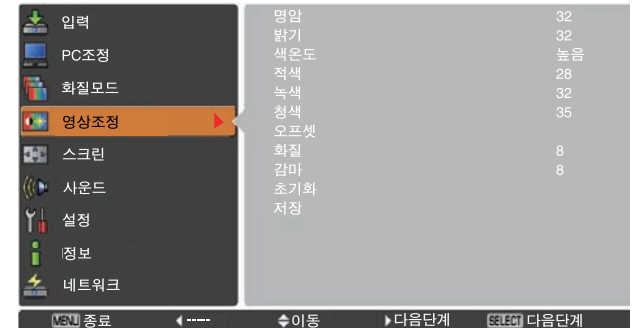 입력
PC조정
화질모드
영상조정
스크린
사운드
설정
정보
네트워크
명암 32
밝기 32
색온도 높음
적색 28
녹색 32
청색 35
오프셋
화질 8
감마 8
초기화
저장
MENU 종료 ----- 이동 다음단계 SELECT 다음단계